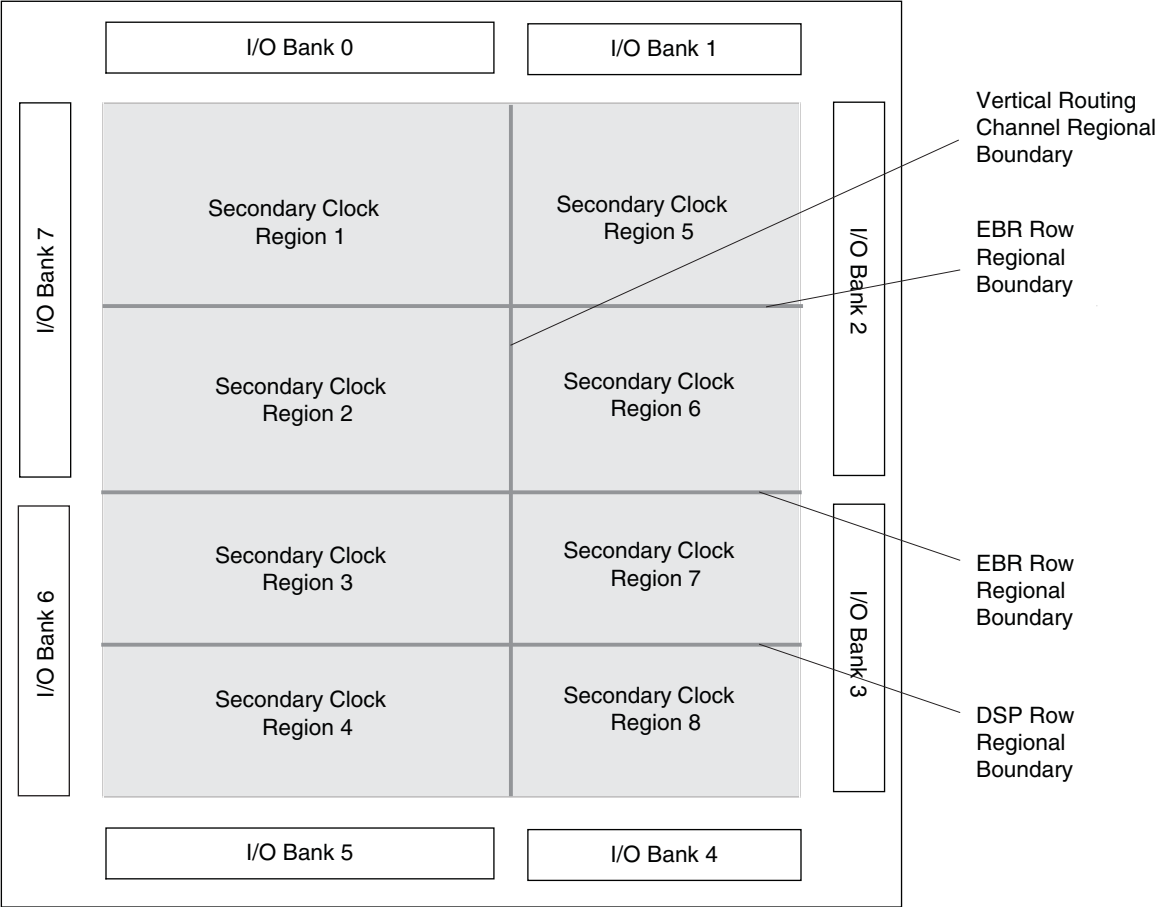 I/O Bank 0
I/O Bank 1
Vertical Routing
Channel Regional
Boundary
Secondary Clock
Region 1
Secondary Clock
Region 5
I/O Bank 7
I/O Bank 2
EBR Row
Regional
Boundary
Secondary Clock
Region 2
Secondary Clock
Region 6
Secondary Clock
Region 3
Secondary Clock
Region 7
EBR Row
Regional
Boundary
I/O Bank 6
I/O Bank 3
Secondary Clock
Region 4
Secondary Clock
Region 8
DSP Row
Regional
Boundary
I/O Bank 5
I/O Bank 4